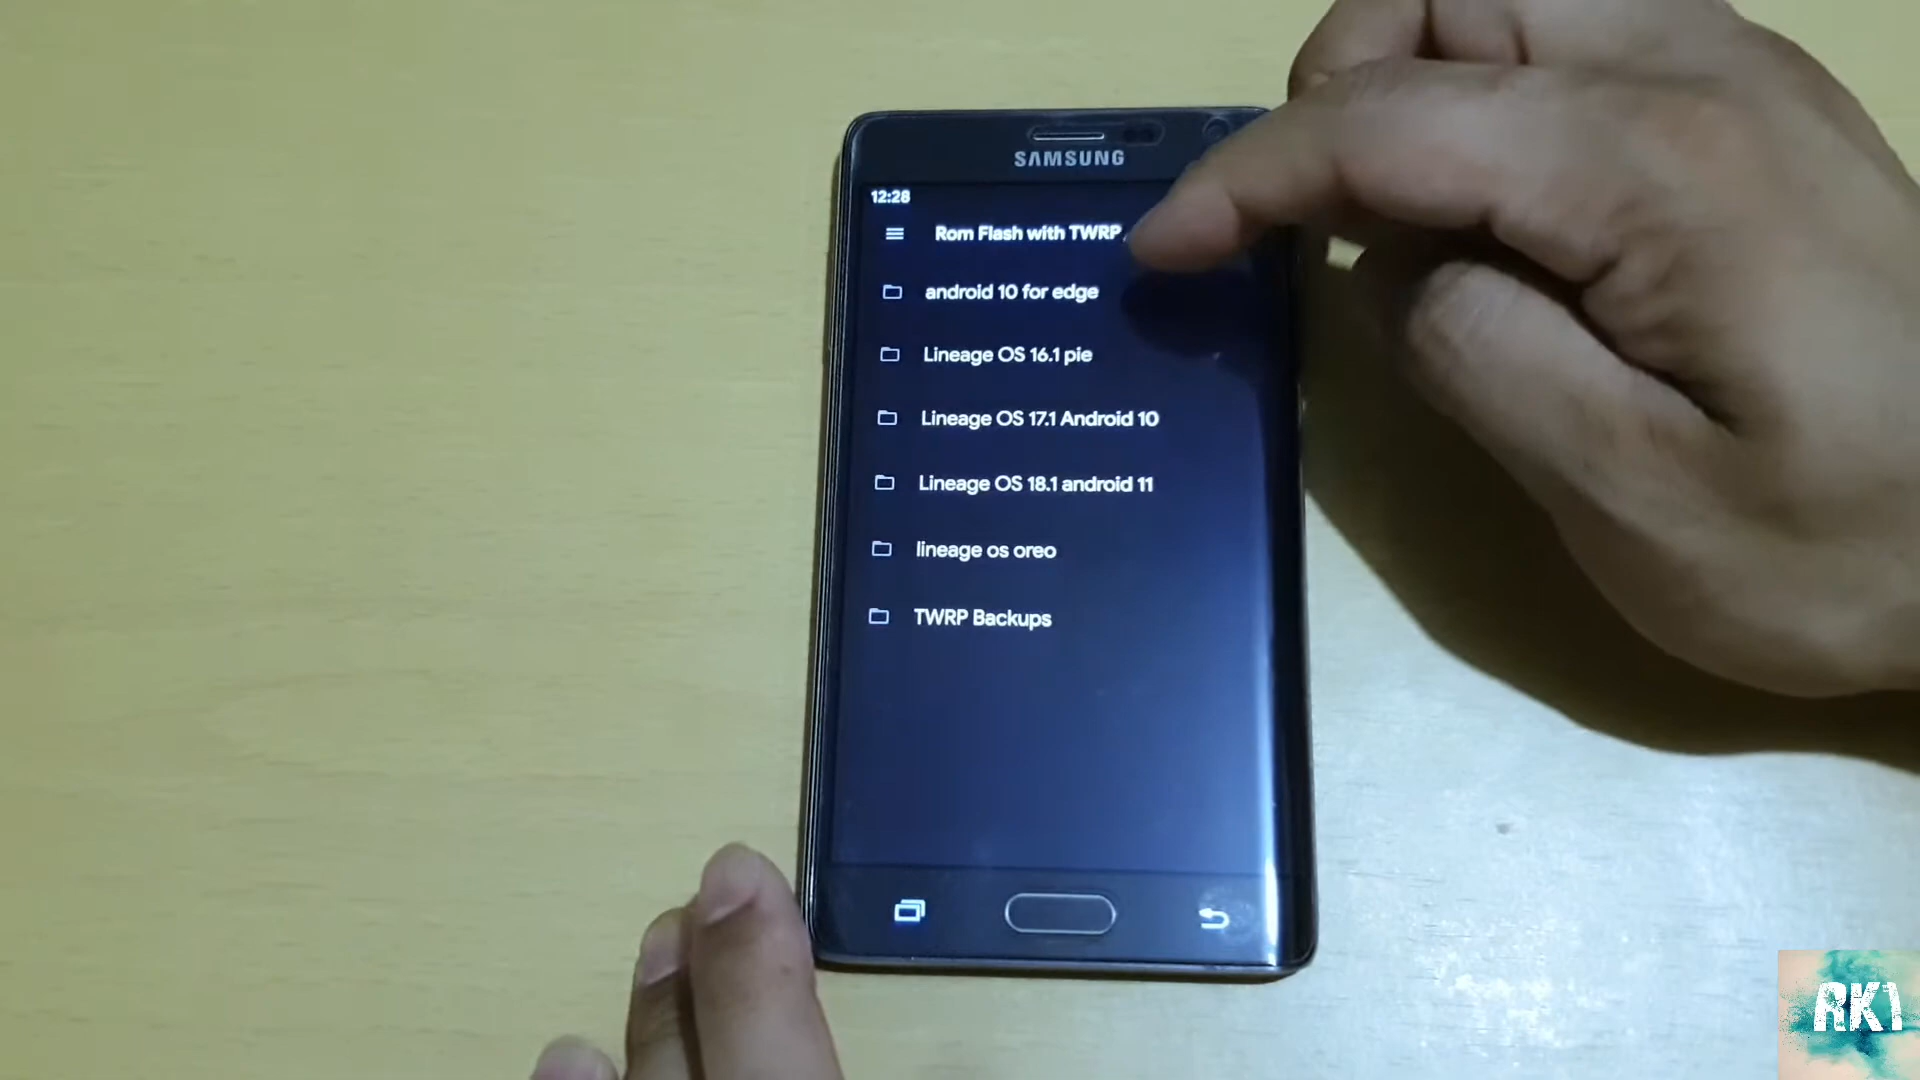 SAMSUNG
12:28
Rom Flash with TWRP
android 10 for edge
Lineage OS 16.1 pie
Lineage OS 17.1 Android 10
Lineage OS 18.1 android 11
lineage os oreo
TWRP Backups
RK1